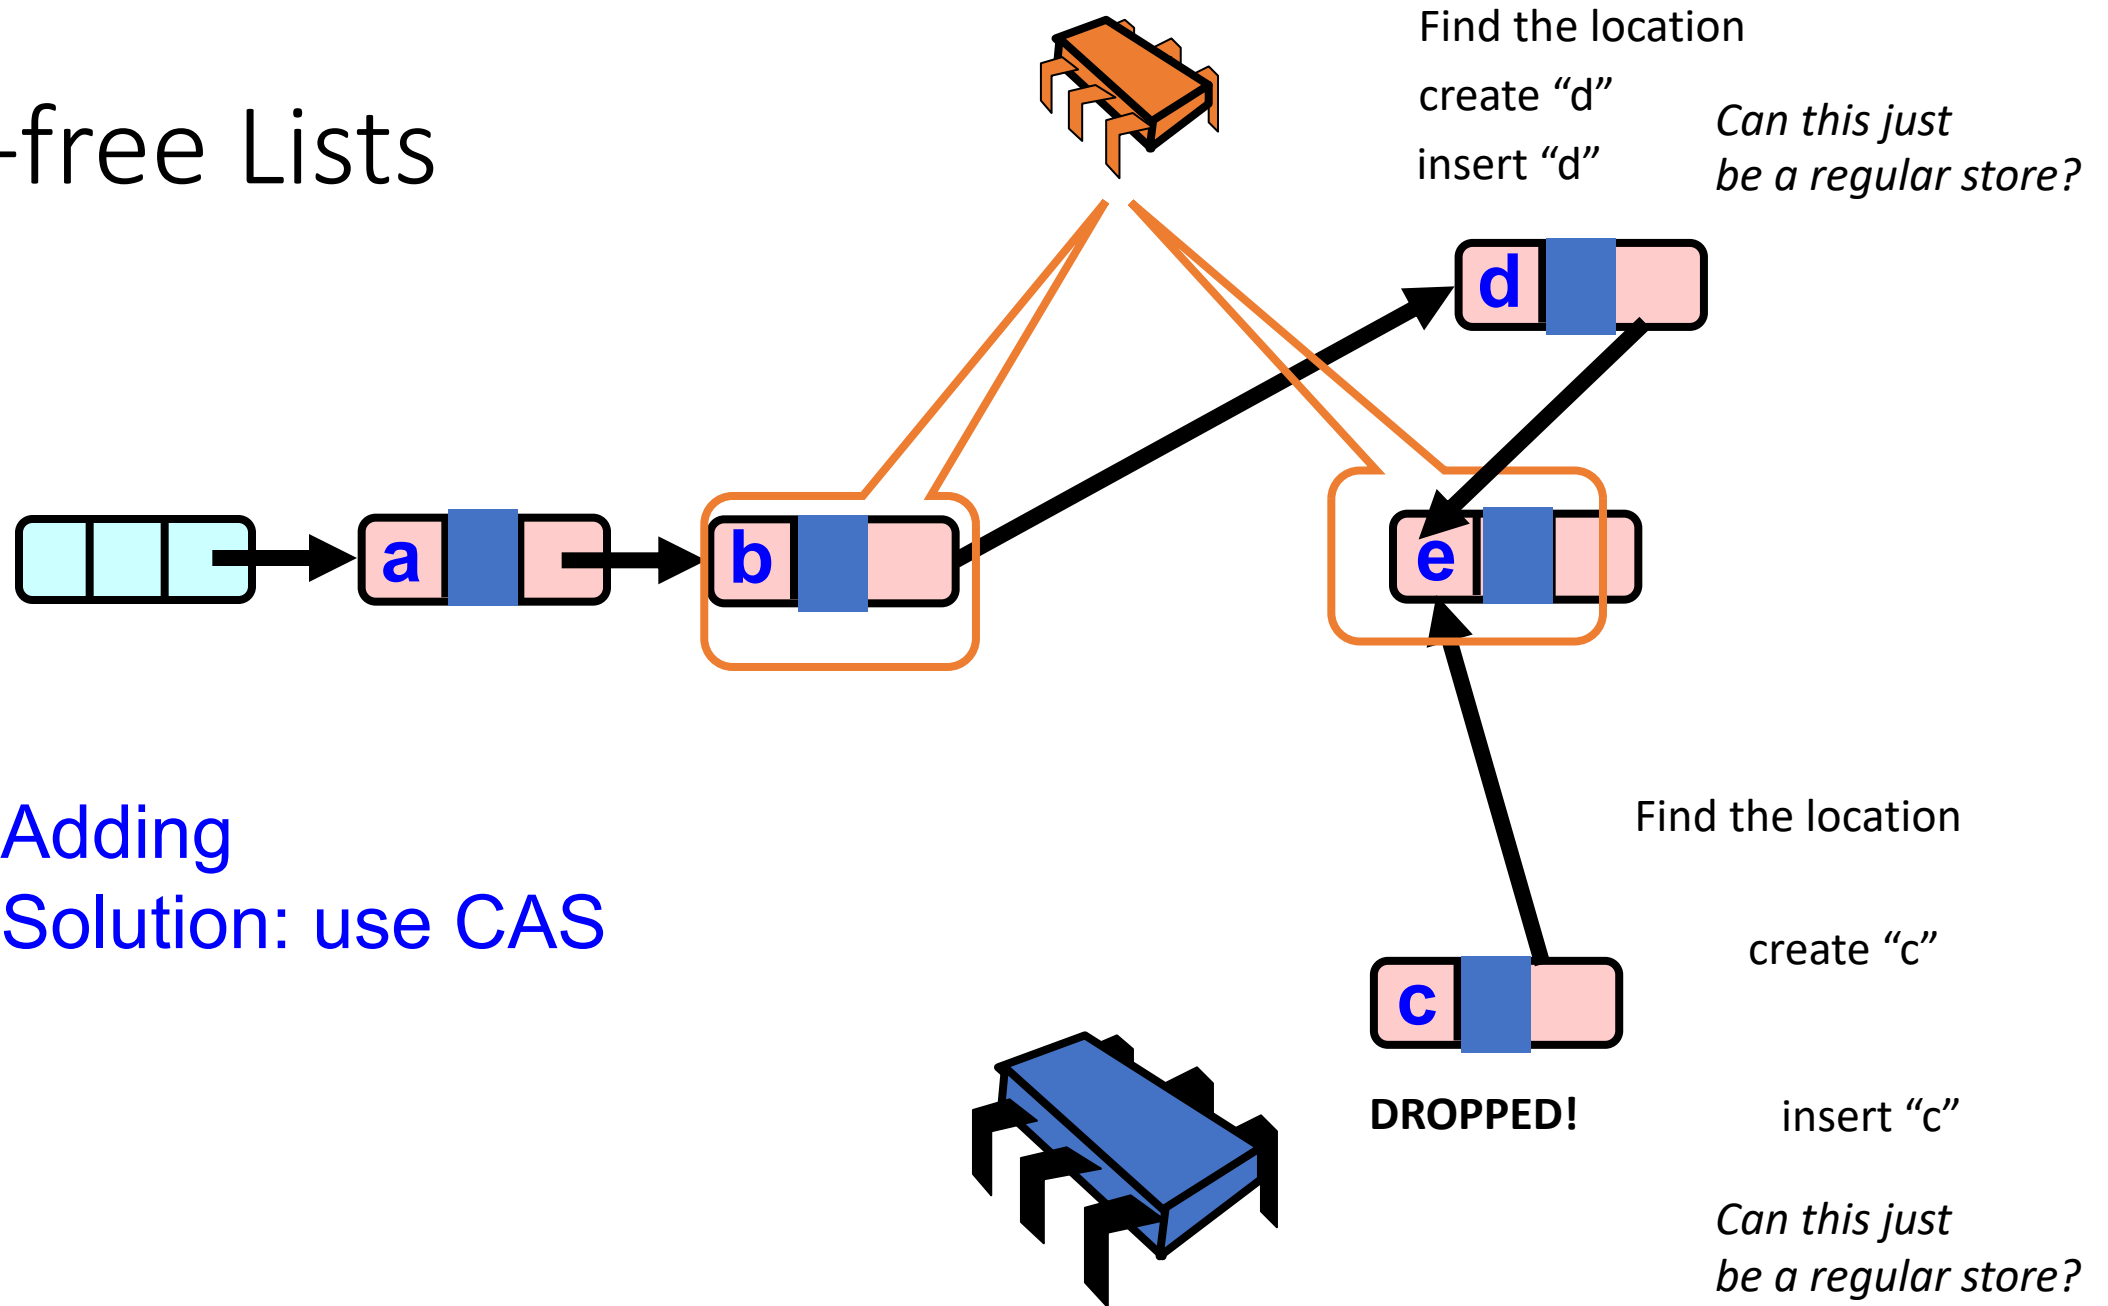 -free Lists
Find the location
create “d”
insert “d”
Can this just
be a regular store?
d
a
b
e
Adding
Solution: use CAS
Find the location
create “c”
c
DROPPED!
insert “c”
Can this just
be a regular store?